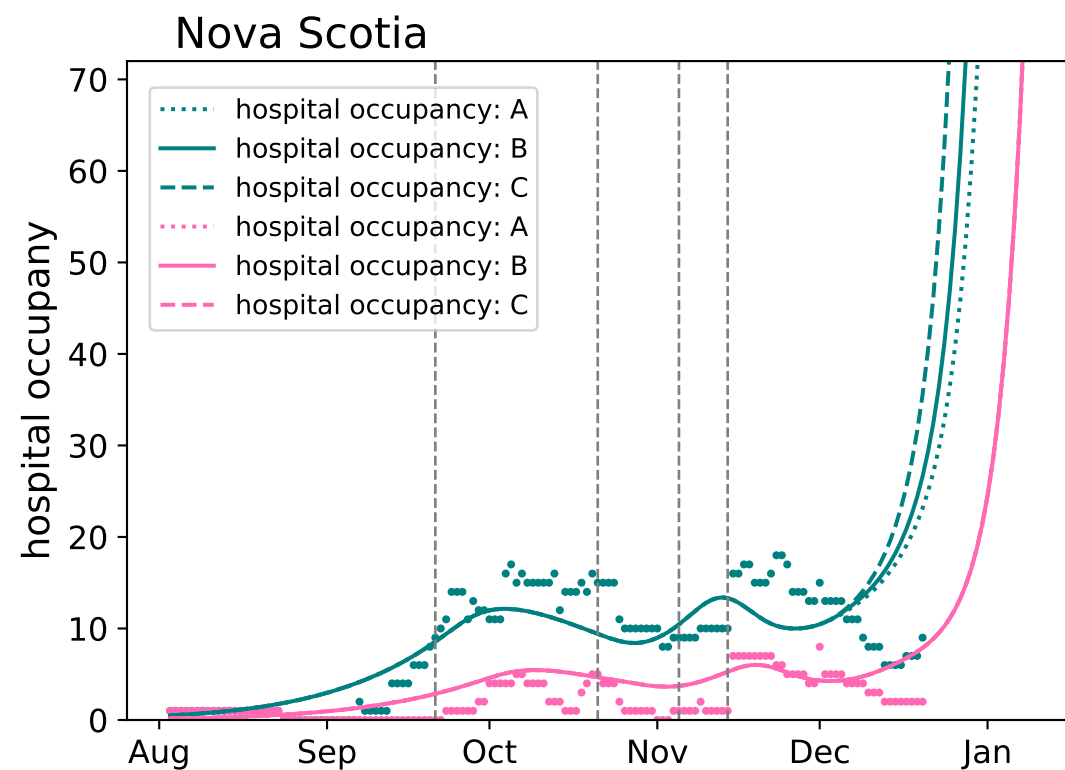 Nova Scotia
hospital occupany
70
60
50
40
30
20
10
0
hospital occupancy: A
hospital occupancy: B
hospital occupancy: C
hospital occupancy: A
hospital occupancy: B
hospital occupancy: C
Aug Sep Oct Nov Dec Jan